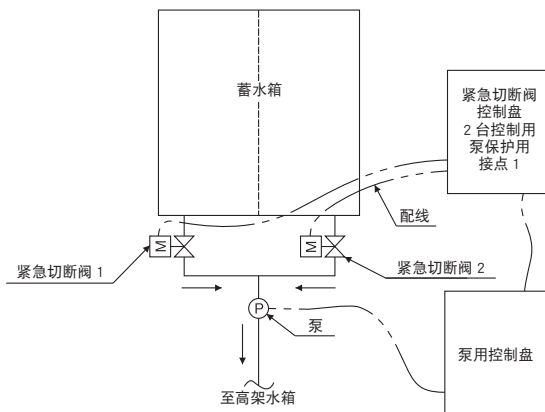 蓄水箱
紧急切断阀
控制盘
2 台控制用
泵保护用
接点 1
配线
M
M
紧急切断阀 1
紧急切断阀 2
P
泵
泵用控制盘
至高架水箱